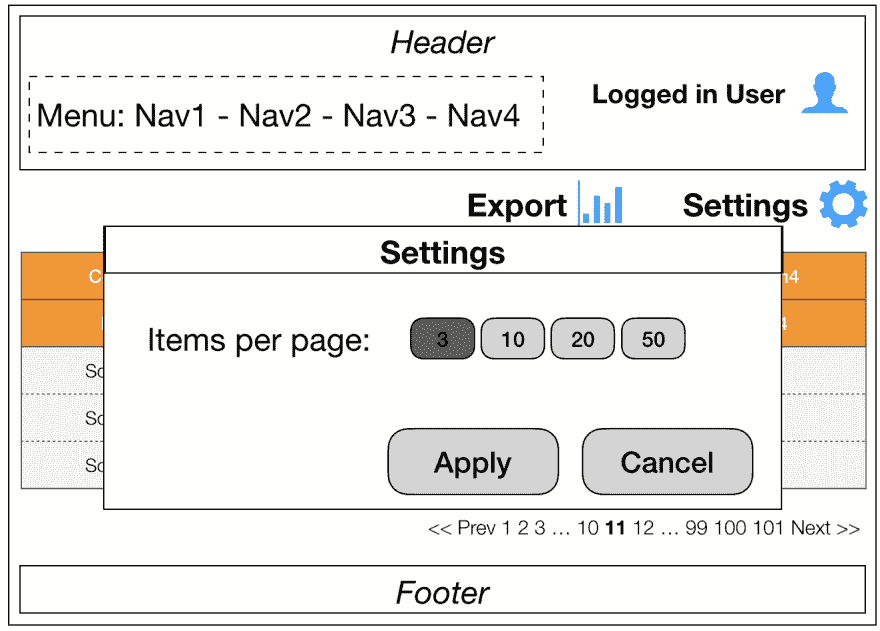 Header
Menu: Nav1 - Nav2 - Nav3 - Nav4
Logged in User
Export
Settings
Settings
Items per page: 3 10 20 50
Apply Cancel
<< Prev 1 2 3 ... 10 11 12 ... 99 100 101 Next >>
Footer